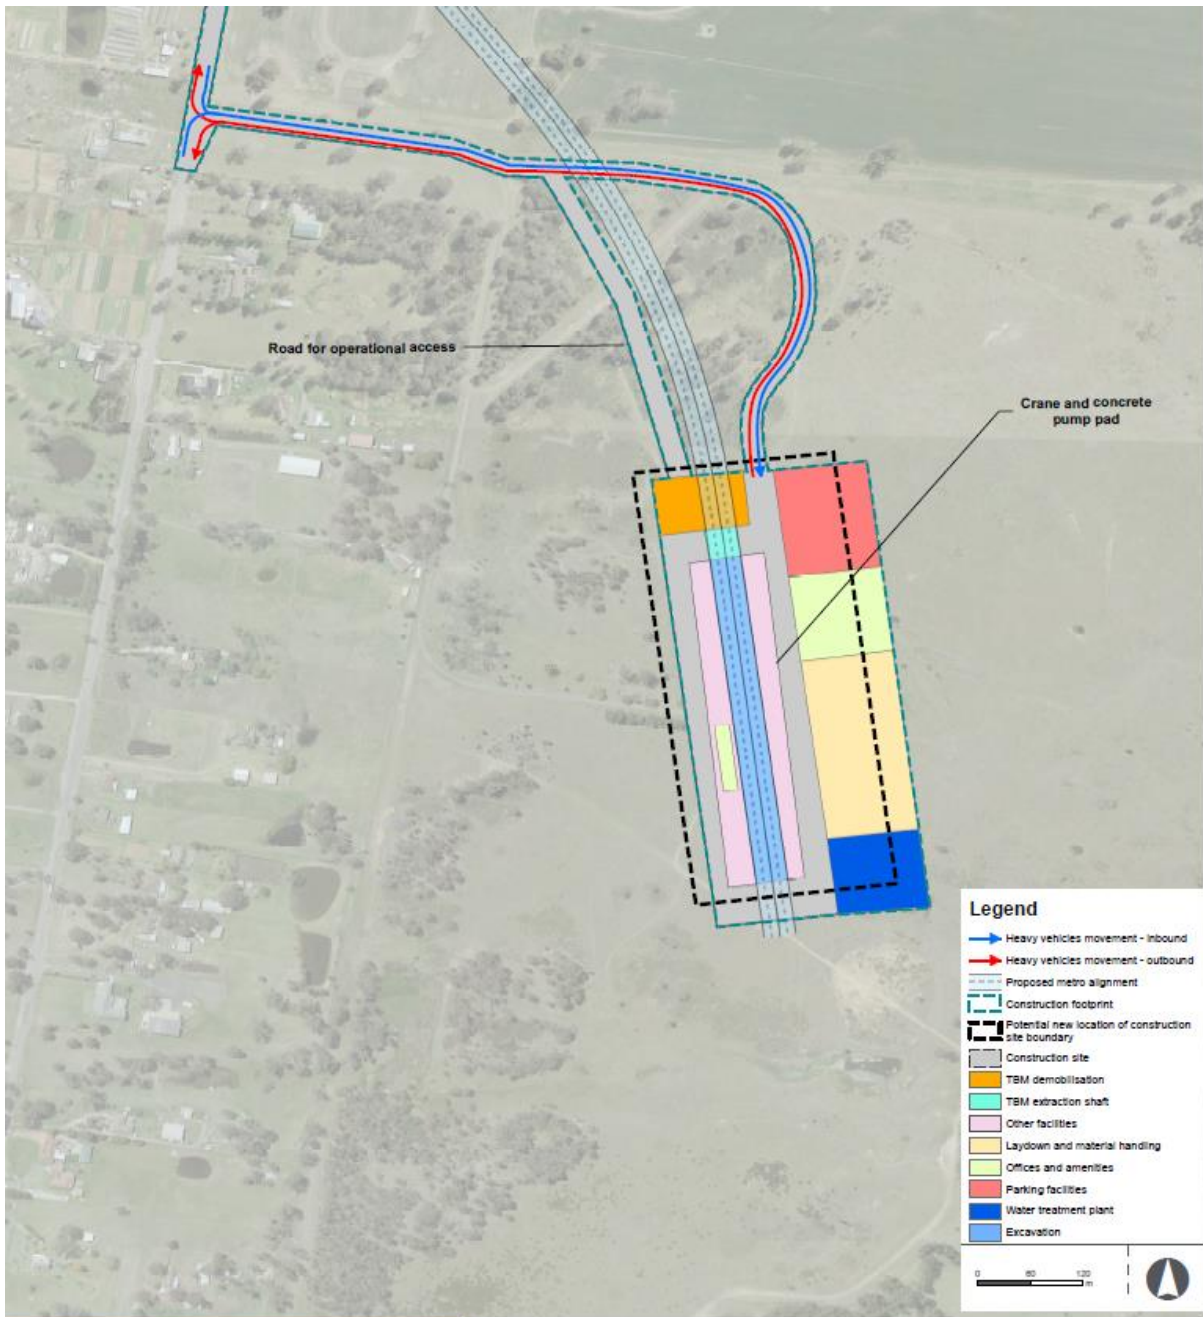 Road for operational access
Crane and concrete
pump pad
Legend
Heavy vehicles movement - inbound
Heavy vehicles movement - outbound
Proposed metro alignment
Construction footprint
Potential new location of construction
site boundary
Construction site
TBM demobilisation
TBM extraction shaft
Other facilities
Laydown and material handling
Offices and amenities
Parking facilities
Water treatment plant
Excavation
0 60 120
m